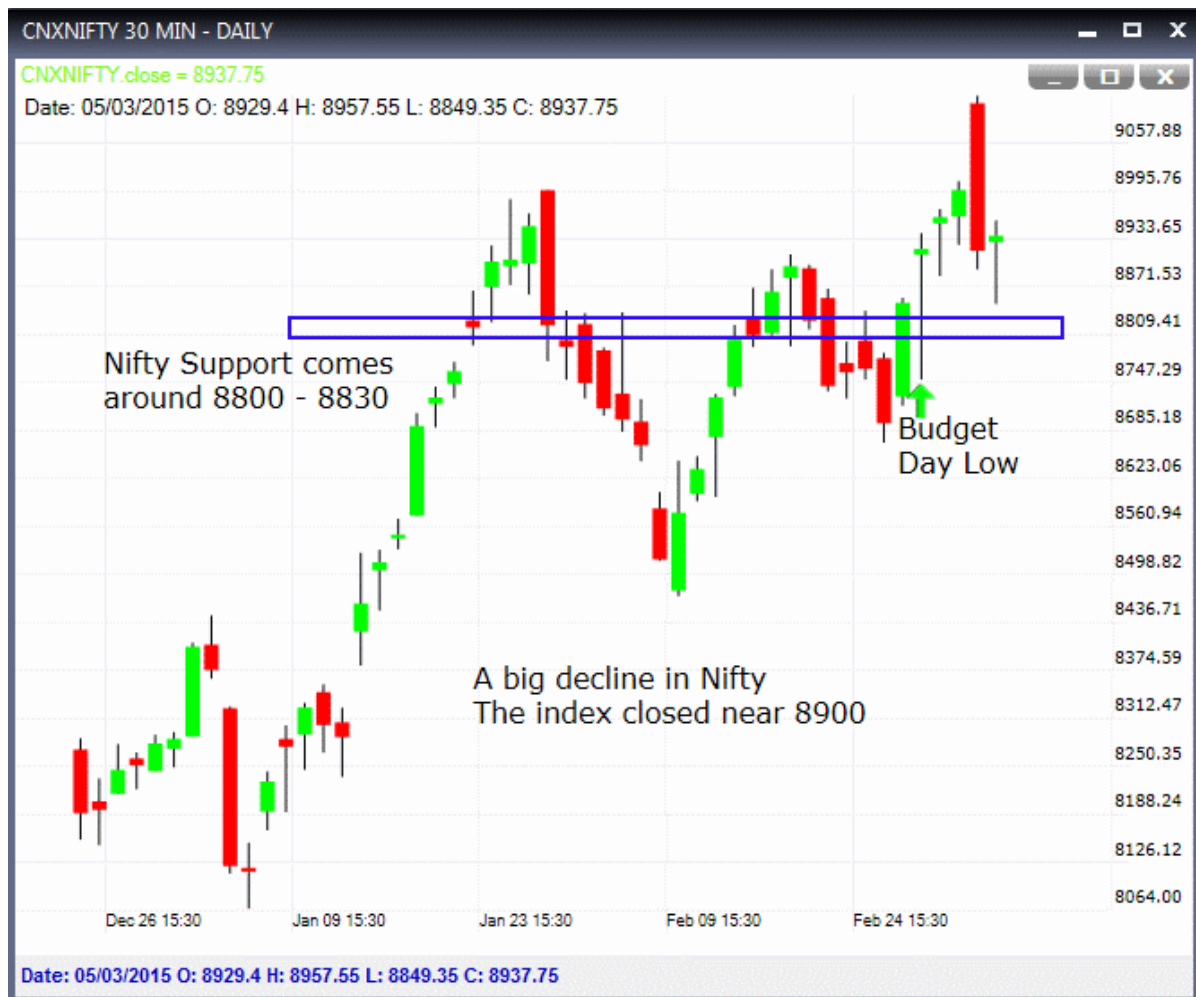 CNXNIFTY 30 MIN - DAILY
CNXNIFTY.close = 8937.75
Date: 05/03/2015 O: 8929.4 H: 8957.55 L: 8849.35 C: 8937.75
9057.88
8995.76
8933.65
8871.53
8809.41
Nifty Support comes
around 8800 - 8830
8747.29
8685.18
Budget
Day Low
8623.06
8560.94
8498.82
8436.71
8374.59
A big decline in Nifty
The index closed near 8900
8312.47
8250.35
8188.24
8126.12
8064.00
Dec 26 15:30 Jan 09 15:30 Jan 23 15:30 Feb 09 15:30 Feb 24 15:30
Date: 05/03/2015 O: 8929.4 H: 8957.55 L: 8849.35 C: 8937.75